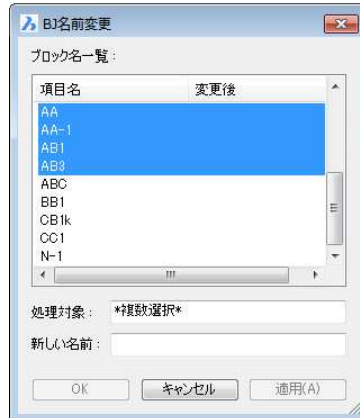 BJ名前変更
ブロック名一覧：
項目名 変更後
AA
AA-1
AB1
AB3
ABC
BB1
CB1k
CC1
N-1
処理対象： *複数選択*
新しい名前：
OK キャンセル 適用(A)